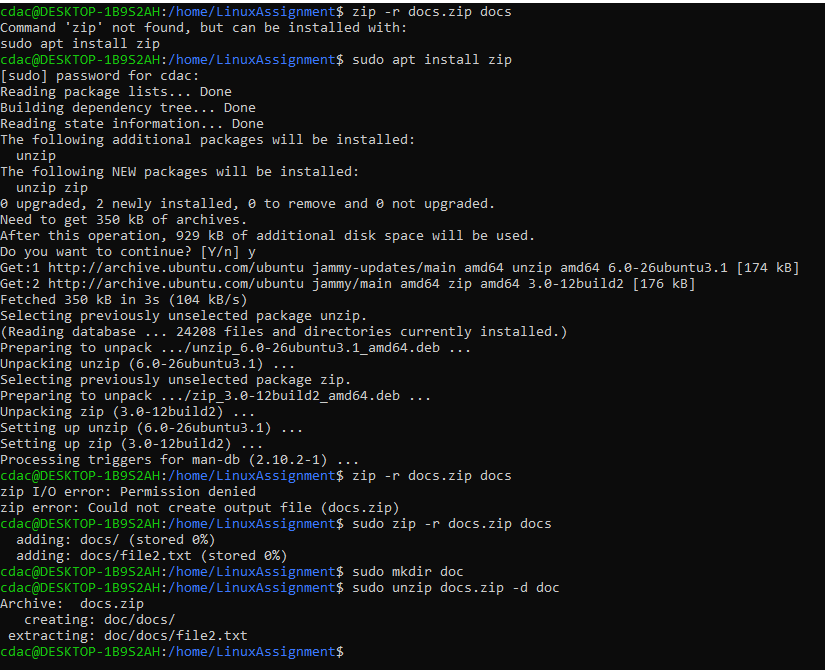 cdac@DESKTOP-1B9S2AH:/home/LinuxAssignment$ zip -r docs.zip docs
Command 'zip' not found, but can be installed with:
sudo apt install zip
cdac@DESKTOP-1B9S2AH:/home/LinuxAssignment$ sudo apt install zip
[sudo] password for cdac:
Reading package lists... Done
Building dependency tree... Done
Reading state information... Done
The following additional packages will be installed:
  unzip
The following NEW packages will be installed:
  unzip zip
0 upgraded, 2 newly installed, 0 to remove and 0 not upgraded.
Need to get 350 kB of archives.
After this operation, 929 kB of additional disk space will be used.
Do you want to continue? [Y/n] y
Get:1 http://archive.ubuntu.com/ubuntu jammy-updates/main amd64 unzip amd64 6.0-26ubuntu3.1 [174 kB]
Get:2 http://archive.ubuntu.com/ubuntu jammy/main amd64 zip amd64 3.0-12build2 [176 kB]
Fetched 350 kB in 3s (104 kB/s)
Selecting previously unselected package unzip.
(Reading database ... 24208 files and directories currently installed.)
Preparing to unpack .../unzip_6.0-26ubuntu3.1_amd64.deb ...
Unpacking unzip (6.0-26ubuntu3.1) ...
Selecting previously unselected package zip.
Preparing to unpack .../zip_3.0-12build2_amd64.deb ...
Unpacking zip (3.0-12build2) ...
Setting up unzip (6.0-26ubuntu3.1) ...
Setting up zip (3.0-12build2) ...
Processing triggers for man-db (2.10.2-1) ...
cdac@DESKTOP-1B9S2AH:/home/LinuxAssignment$ zip -r docs.zip docs
zip I/O error: Permission denied
zip error: Could not create output file (docs.zip)
cdac@DESKTOP-1B9S2AH:/home/LinuxAssignment$ sudo zip -r docs.zip docs
  adding: docs/ (stored 0%)
  adding: docs/file2.txt (stored 0%)
cdac@DESKTOP-1B9S2AH:/home/LinuxAssignment$ sudo mkdir doc
cdac@DESKTOP-1B9S2AH:/home/LinuxAssignment$ sudo unzip docs.zip -d doc
Archive:  docs.zip
   creating: doc/docs/
 extracting: doc/docs/file2.txt
cdac@DESKTOP-1B9S2AH:/home/LinuxAssignment$